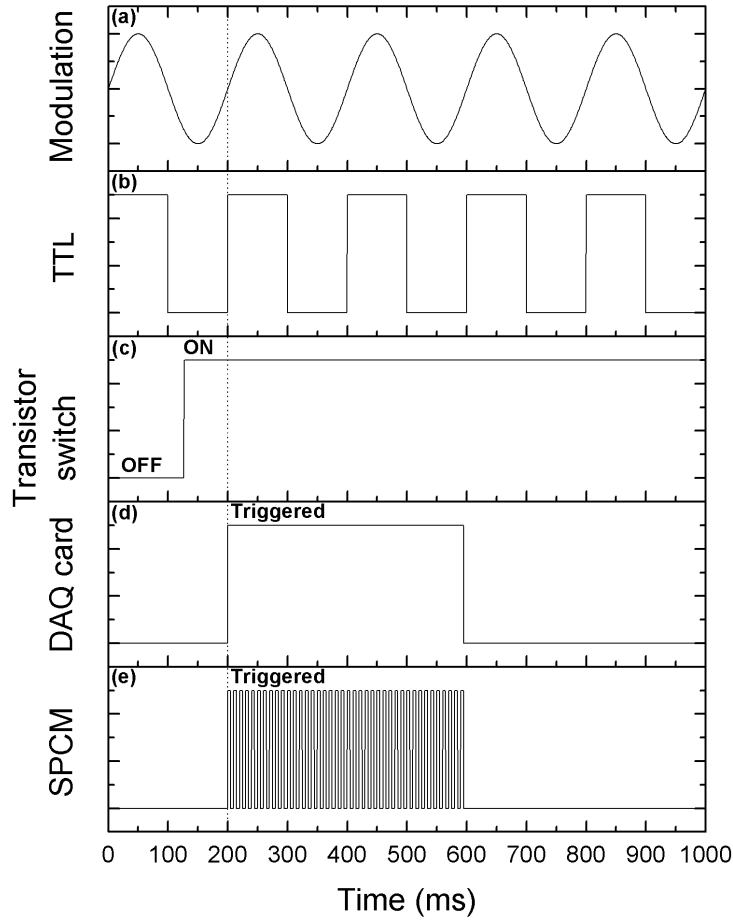 (a)
Modulation
(b)
TTL
(c)
ON
OFF
Transistor
switch
(d)
Triggered
DAQ card
(e)
Triggered
SPCM
0 100 200 300 400 500 600 700 800 900 1000
Time (ms)